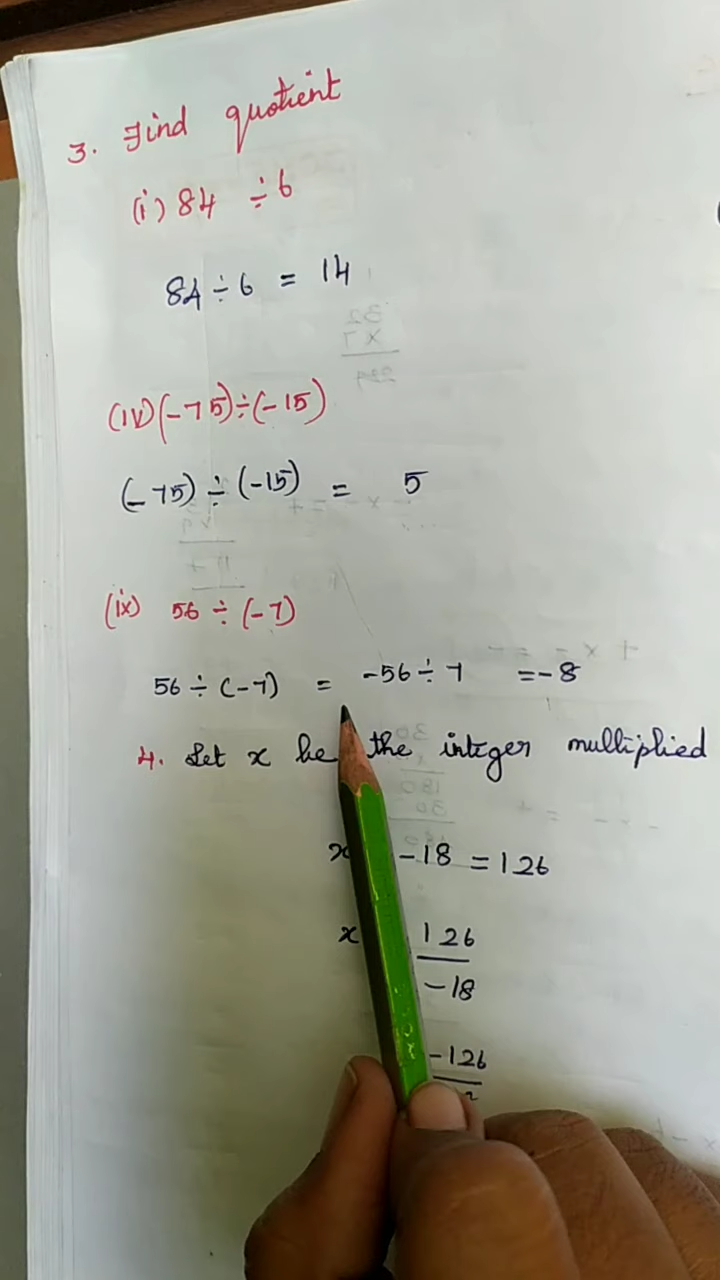 3. Find quotient
(i) 84 ÷ 6
84 ÷ 6 = 14
(iv) (-75) ÷ (-15)
(-75) ÷ (-15) = 5
(ix) 56 ÷ (-7)
56 ÷ (-7) = -56 ÷ 7 = -8
4. Let x be the integer multiplied
x -18 = 126
x 126
-18
-126